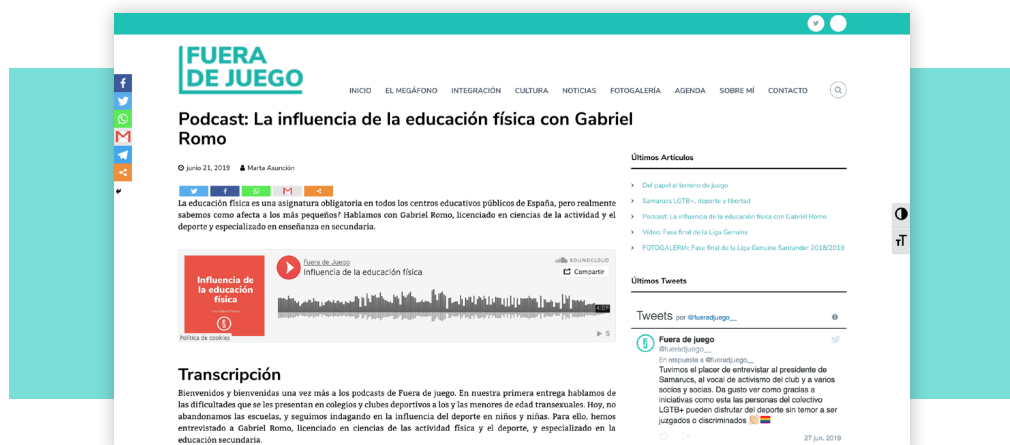 FUERA
DE JUEGO
INICIO EL MEGÁFONO INTEGRACIÓN CULTURA NOTICIAS FOTOGALERÍA AGENDA SOBRE MÍ CONTACTO
Podcast: La influencia de la educación física con Gabriel
Romo
junio 21, 2019 Marta Asunción
La educación física es una asignatura obligatoria en todos los centros educativos públicos de España, pero realmente
sabemos como afecta a los más pequeños? Hablamos con Gabriel Romo, licenciado en ciencias de la actividad y el
deporte y especializado en enseñanza en secundaria.
Influencia de
la educación
física
Con Gabriel Romo
Política de cookies
Fuera de Juego
Influencia de la educación física
SOUNDCLOUD
Compartir
4:07
5
Transcripción
Bienvenidos y bienvenidas una vez más a los podcasts de Fuera de juego. En nuestra primera entrega hablamos de
las dificultades que se les presentan en colegios y clubes deportivos a los y las menores de edad transexuales. Hoy, no
abandonamos las escuelas, y seguimos indagando en la influencia del deporte en niños y niñas. Para ello, hemos
entrevistado a Gabriel Romo, licenciado en ciencias de las actividad física y el deporte, y especializado en la
educación secundaria.
Últimos Artículos
Del papel al terreno de juego
Samarucs LGTB+, deporte y libertad
Podcast: La influencia de la educación física con Gabriel Romo
Vídeo: Fase final de la Liga Genuine
FOTOGALERIA: Fase final de la Liga Genuine Santander 2018/2019
Últimos Tweets
Tweets por @fueradjuego__
Fuera de juego
@fueradjuego__
En respuesta a @fueradjuego__
Tuvimos el placer de entrevistar al presidente de
Samarucs, al vocal de activismo del club y a varios
socios y socias. Da gusto ver como gracias a
iniciativas como esta las personas del colectivo
LGTB+ pueden disfrutar del deporte sin temor a ser
juzgados o discriminados
27 jun. 2019